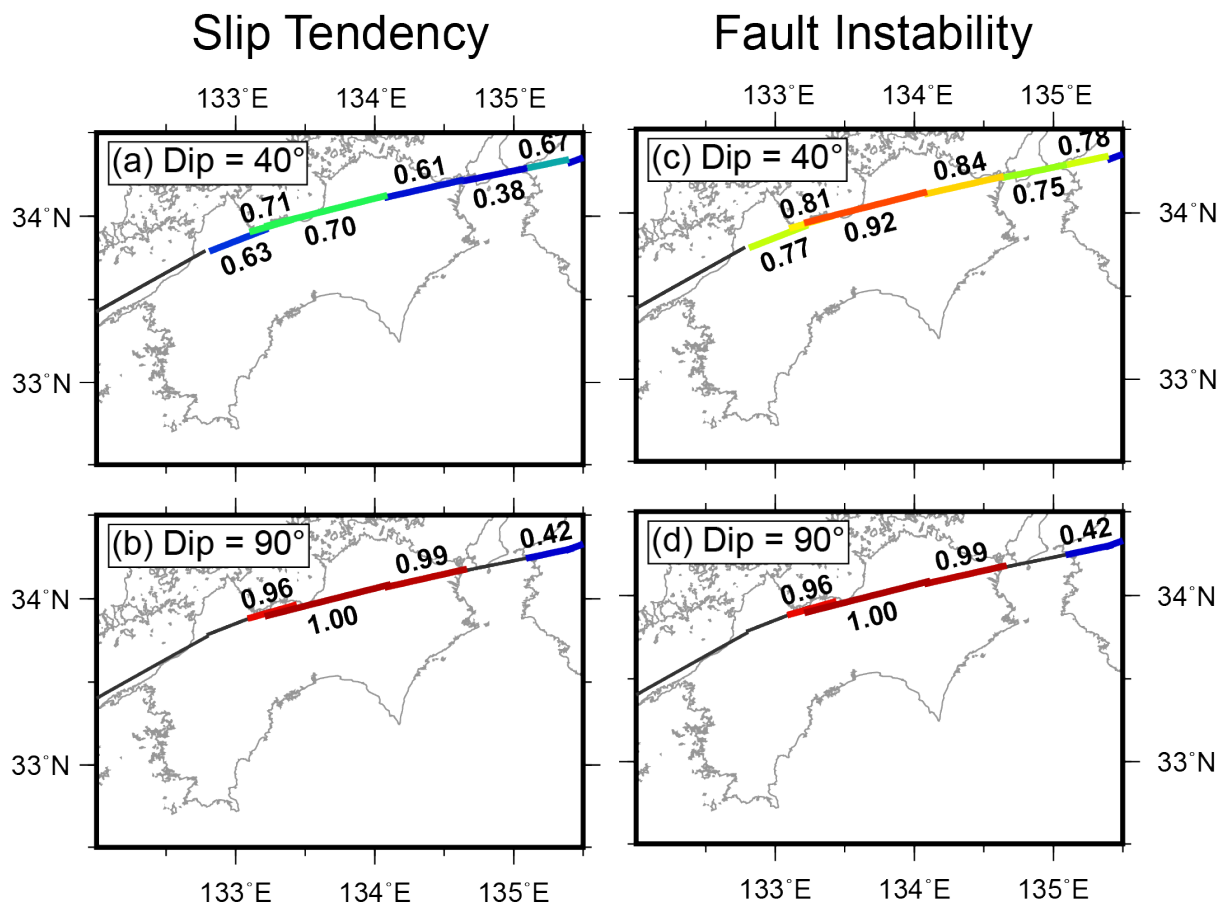 Slip Tendency
Fault Instability
133°E 134°E 135°E
133°E 134°E 135°E
(a) Dip = 40°
0.71
0.61
0.67
0.63
0.70
0.38
34°N
33°N
(c) Dip = 40°
0.81
0.84
0.78
0.77
0.92
0.75
34°N
33°N
(b) Dip = 90°
0.96
0.99
0.42
1.00
34°N
33°N
133°E 134°E 135°E
(d) Dip = 90°
0.96
0.99
0.42
1.00
34°N
33°N
133°E 134°E 135°E